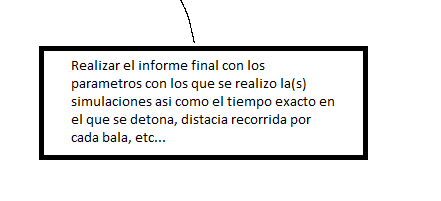 Realizar el informe final con los
parametros con los que se realizo la(s)
simulaciones asi como el tiempo exacto en
el que se detona, distacia recorrida por
cada bala, etc...